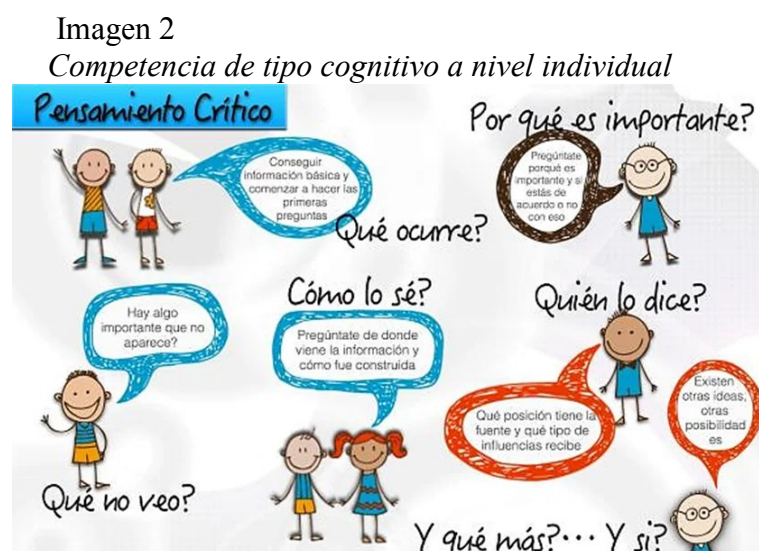 Imagen 2
Competencia de tipo cognitivo a nivel individual
Pensamiento Crítico
Conseguir
información básica y
comenzar a hacer las
primeras
preguntas
Qué ocurre?
Por qué es importante?
Pregúntate
porqué es
importante y si
estás de
acuerdo o no
con eso
Hay algo
importante que no
aparece?
Qué no veo?
Cómo lo sé?
Pregúntate de donde
viene la información y
cómo fue construida
Quién lo dice?
Qué posición tiene la
fuente y qué tipo de
influencias recibe
Existen
otras ideas,
otras
posibilidad
es
Y qué más?... Y si?